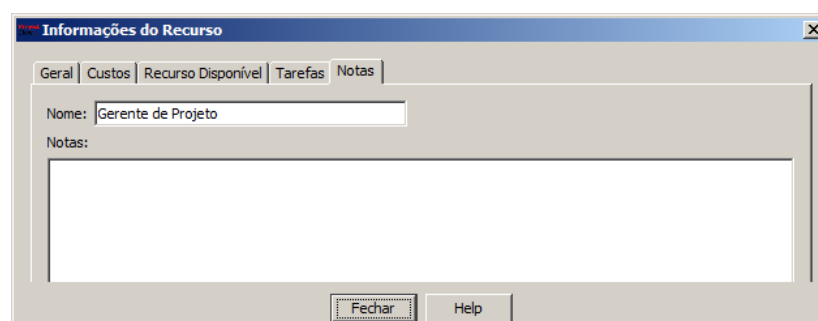 Informações do Recurso
Geral Custos Recurso Disponível Tarefas Notas
Nome: Gerente de Projeto
Notas:
Fechar Help